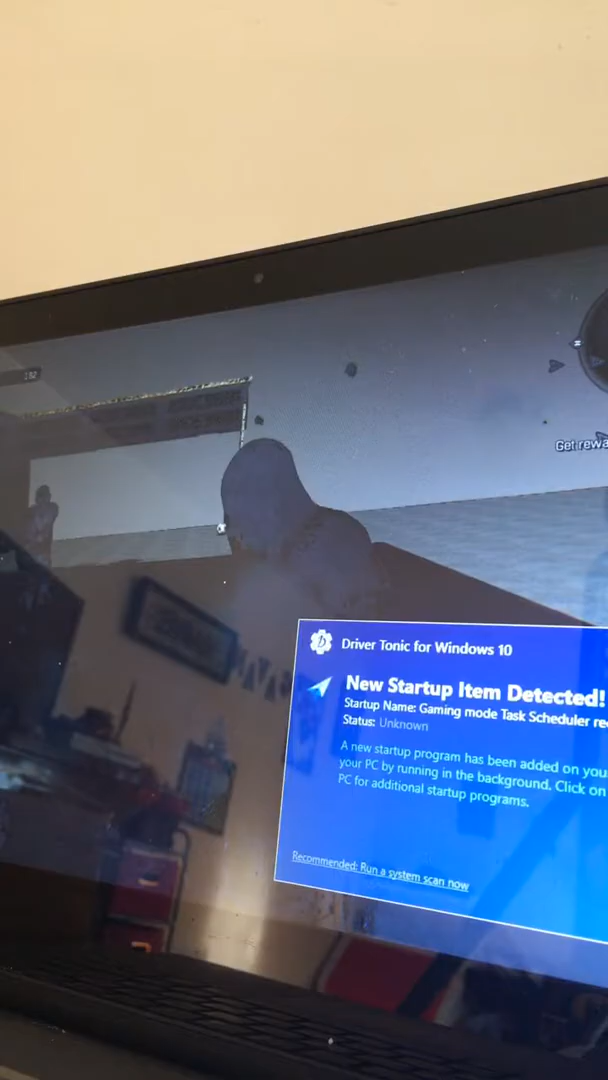 192
Get rewa
Driver Tonic for Windows 10
New Startup Item Detected!
Startup Name: Gaming mode Task Scheduler re
Status: Unknown
A new startup program has been added on you
your PC by running in the background. Click on
PC for additional startup programs.
Recommended: Run a system scan now